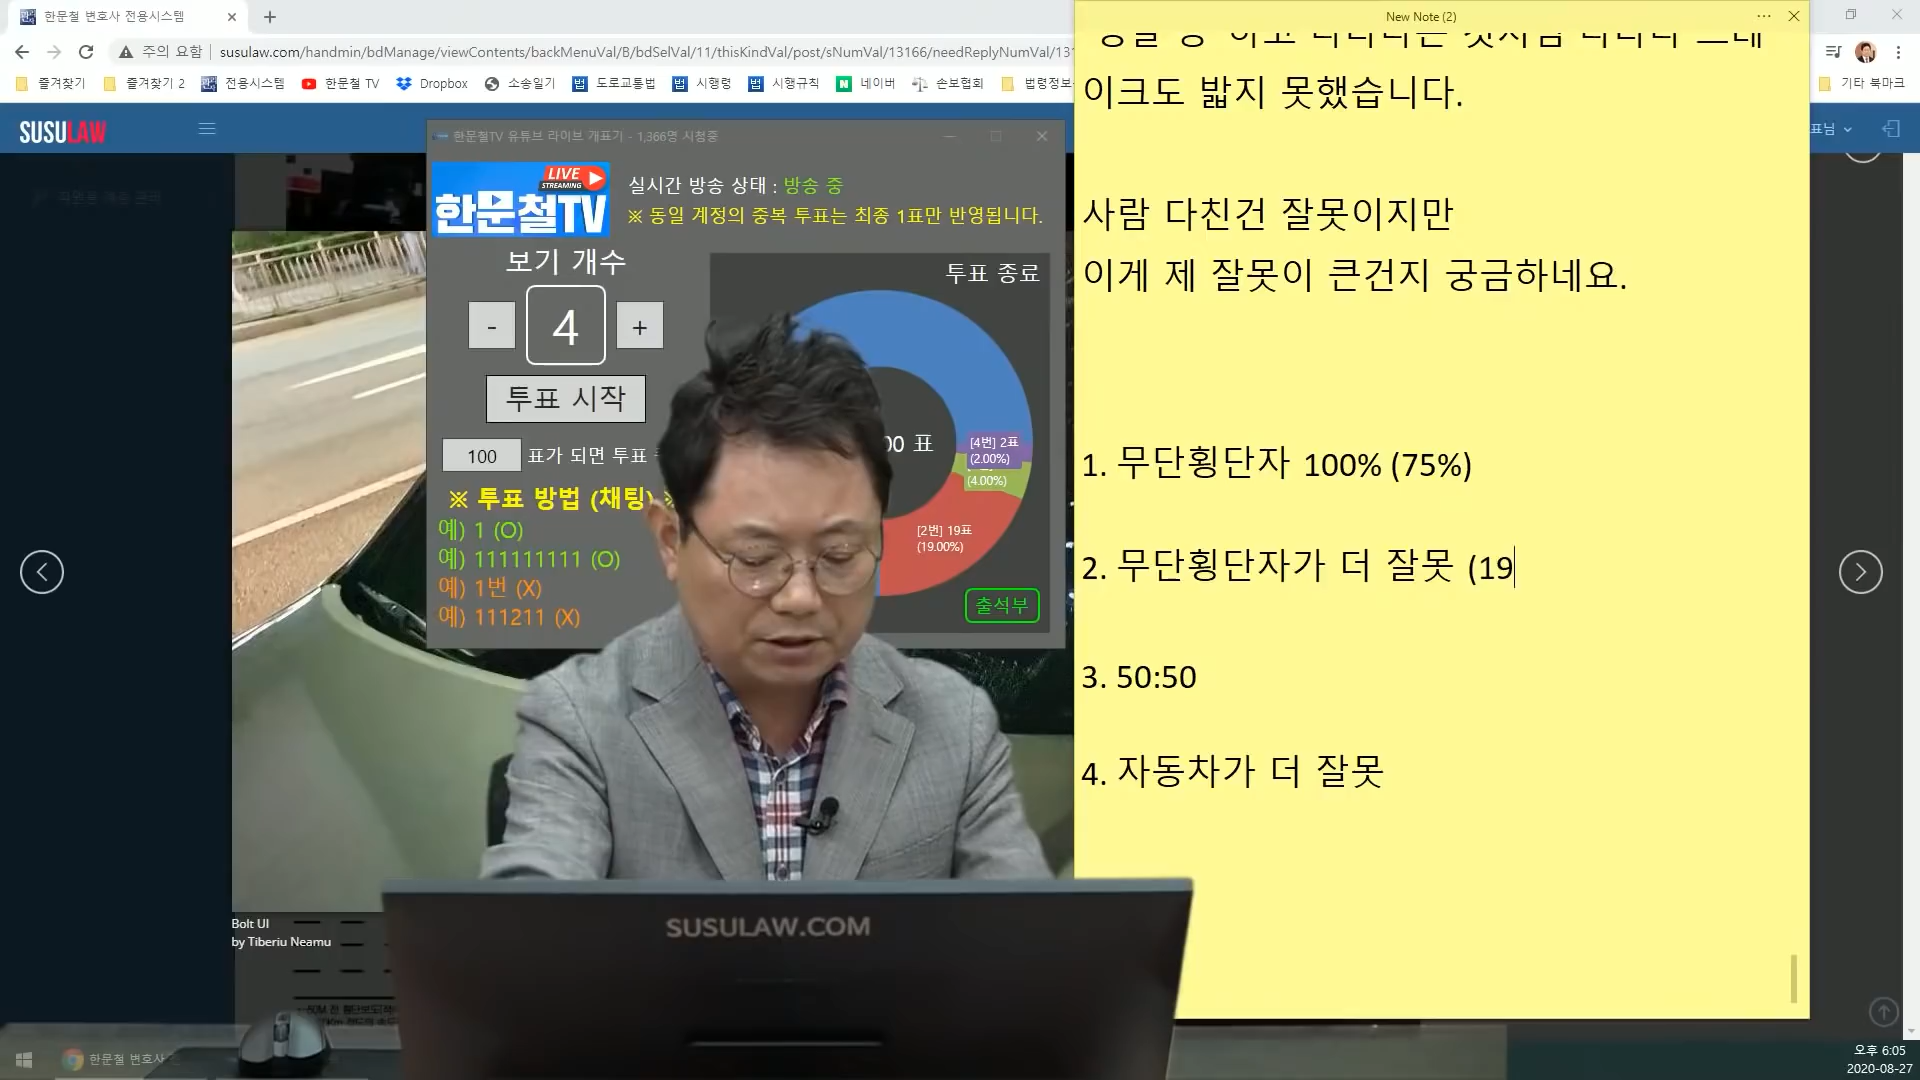 한문철 변호사 전용시스템
New Note (2)
주의 요함
susulaw.com/handmin/bdManage/viewContents/backMenuVal/B/bdSelVal/11/thisKindVal/post/sNumVal/13166/needReplyNumVal/13
즐겨찾기
즐겨찾기 2
전용시스템
한문철 TV
Dropbox
소송일기
도로교통법
시행령
시행규칙
네이버
손보협회
법령정보
기타 북마크
SUSULAW
표님
한문철TV 유튜브 라이브 개표기 - 1,366명 시청중
LIVE
STREAMING
한문철TV
실시간 방송 상태 : 방송 중
※ 동일 계정의 중복 투표는 최종 1표만 반영됩니다.
보기 개수
- 4 +
투표 시작
100 표가 되면 투표
※ 투표 방법 (채팅)
예) 1 (O)
예) 111111111 (O)
예) 1번 (X)
예) 111211 (X)
투표 종료
00 표
[4번] 2표
(2.00%)
(4.00%)
[2번] 19표
(19.00%)
출석부
이크도 밟지 못했습니다.
사람 다친건 잘못이지만
이게 제 잘못이 큰건지 궁금하네요.
1. 무단횡단자 100% (75%)
2. 무단횡단자가 더 잘못 (19
3. 50:50
4. 자동차가 더 잘못
Bolt UI
by Tiberiu Neamu
SUSULAW.COM
한문철 변호사
오후 6:05
2020-08-27